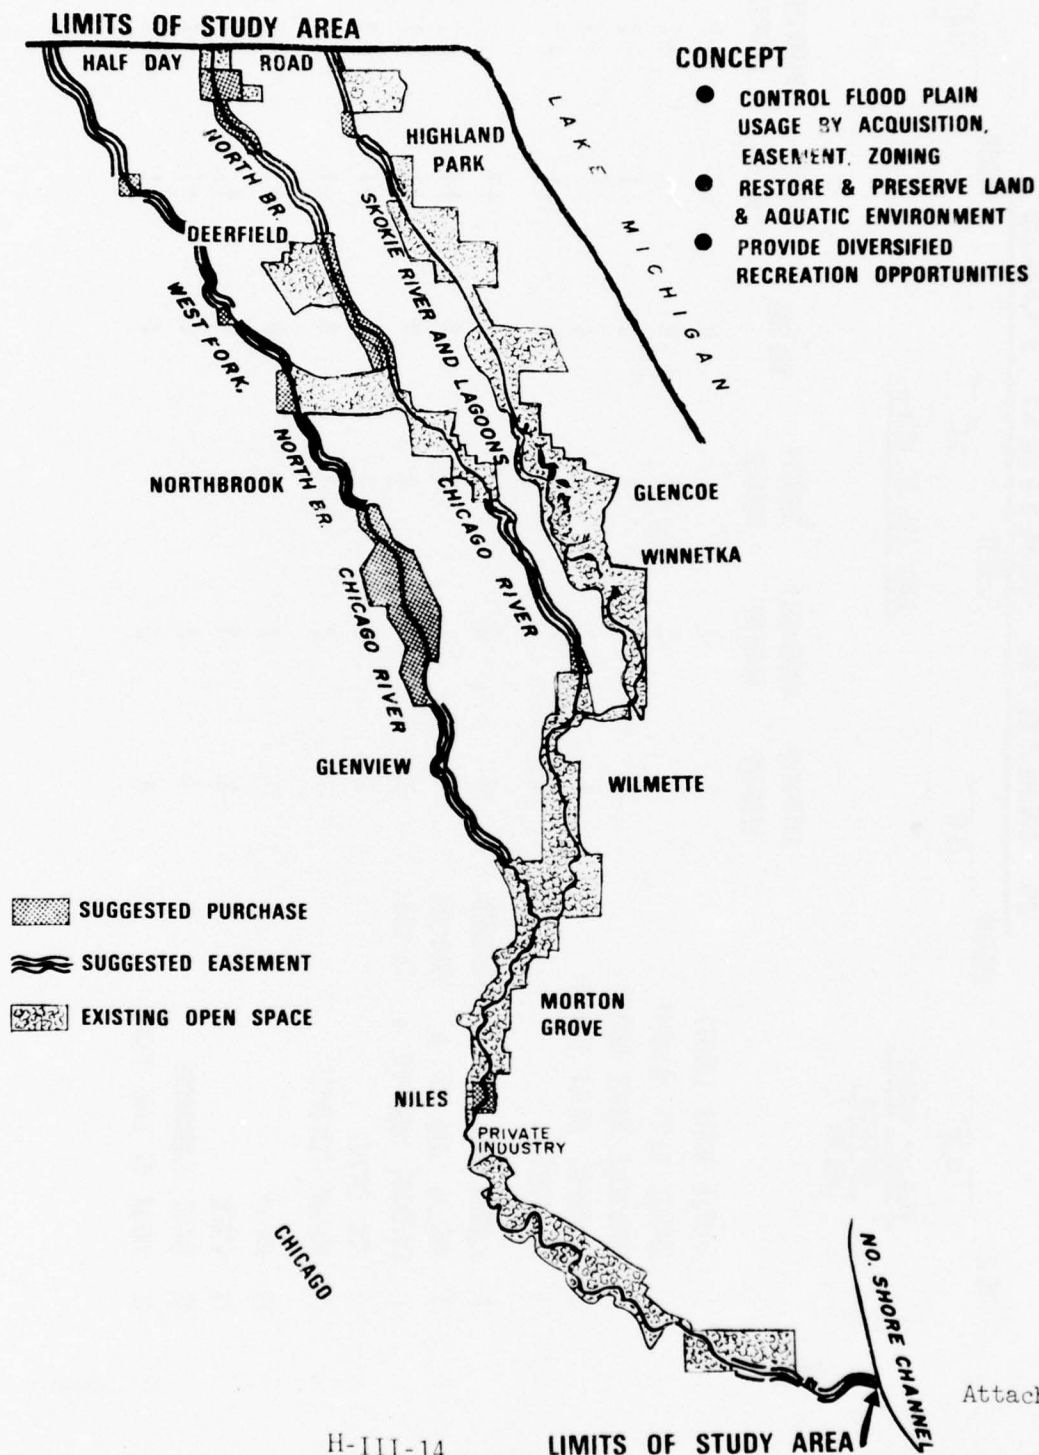 LIMITS OF STUDY AREA
HALF DAY ROAD
CONCEPT
● CONTROL FLOOD PLAIN
USAGE BY ACQUISITION,
EASEMENT, ZONING
● RESTORE & PRESERVE LAND
& AQUATIC ENVIRONMENT
● PROVIDE DIVERSIFIED
RECREATION OPPORTUNITIES
LAKE MICHIGAN
HIGHLAND
PARK
NORTH BR.
CHICAGO RIVER
SKOKIE RIVER AND LAGOONS
DEERFIELD
WEST FORK,
NORTH BR.
CHICAGO RIVER
NORTHBROOK
GLENCOE
WINNETKA
GLENVIEW
WILMETTE
SUGGESTED PURCHASE
SUGGESTED EASEMENT
EXISTING OPEN SPACE
MORTON
GROVE
NILES
PRIVATE
INDUSTRY
CHICAGO
NO. SHORE CHANNEL
Attach
H-III-14
LIMITS OF STUDY AREA